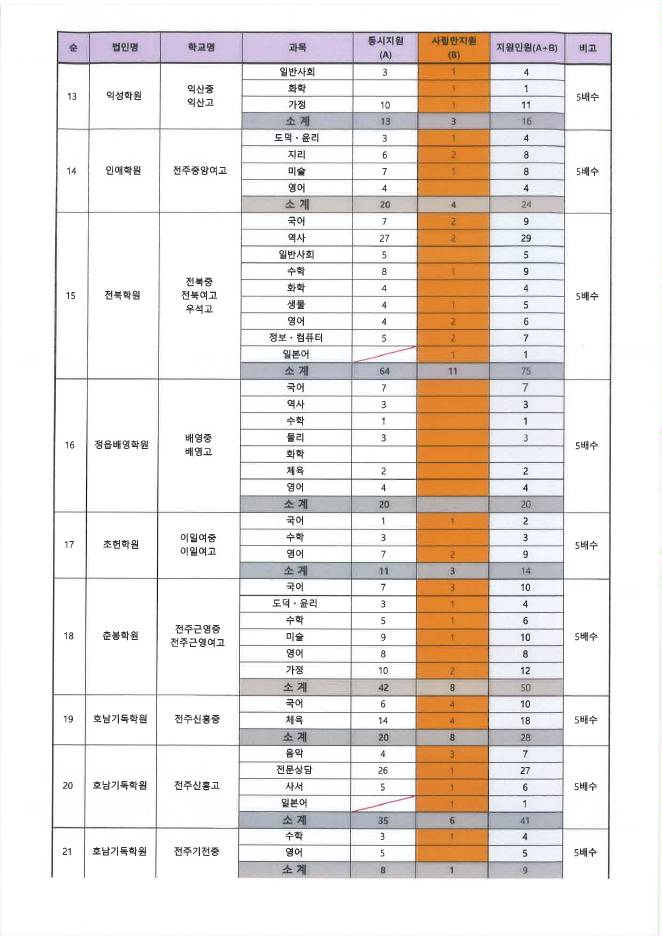 순 법인명 학교명 과목 동시지원 (A) 사립만지원 (B) 지원인원(A+B) 비고
13 익성학원 익산중 익산고 5배수
일반사회 3 1 4
화학 1 1
가정 10 1 11
소 계 13 3 16
14 인애학원 전주중앙여고 5배수
도덕·윤리 3 1 4
지리 6 2 8
미술 7 1 8
영어 4 4
소 계 20 4 24
15 전북학원 전북중 전북여고 우석고 5배수
국어 7 2 9
역사 27 2 29
일반사회 5 5
수학 8 1 9
화학 4 4
생물 4 1 5
영어 4 2 6
정보·컴퓨터 5 2 7
일본어 1 1
소 계 64 11 75
16 정읍배영학원 배영중 배영고 5배수
국어 7 7
역사 3 3
수학 1 1
물리 3 3
화학
체육 2 2
영어 4 4
소 계 20 20
17 초헌학원 이일여중 이일여고 5배수
국어 1 1 2
수학 3 3
영어 7 2 9
소 계 11 3 14
18 춘봉학원 전주근영중 전주근영여고 5배수
국어 7 3 10
도덕·윤리 3 1 4
수학 5 1 6
미술 9 1 10
영어 8 8
가정 10 2 12
소 계 42 8 50
19 호남기독학원 전주신흥중 5배수
국어 6 4 10
체육 14 4 18
소 계 20 8 28
20 호남기독학원 전주신흥고 5배수
음악 4 3 7
전문상담 26 1 27
사서 5 1 6
일본어 1 1
소 계 35 6 41
21 호남기독학원 전주기전중 5배수
수학 3 1 4
영어 5 5
소 계 8 1 9